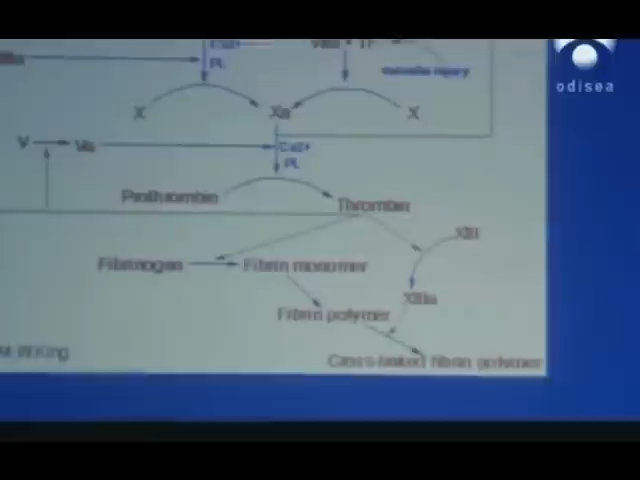 Ca2+
PL
odisea
X
Xa
X
V
Va
Ca2+
PL
Prothrombin
Thrombin
XIII
Fibrinogen
Fibrin monomer
XIIIa
Fibrin polymer
King
Cross-linked fibrin polymer